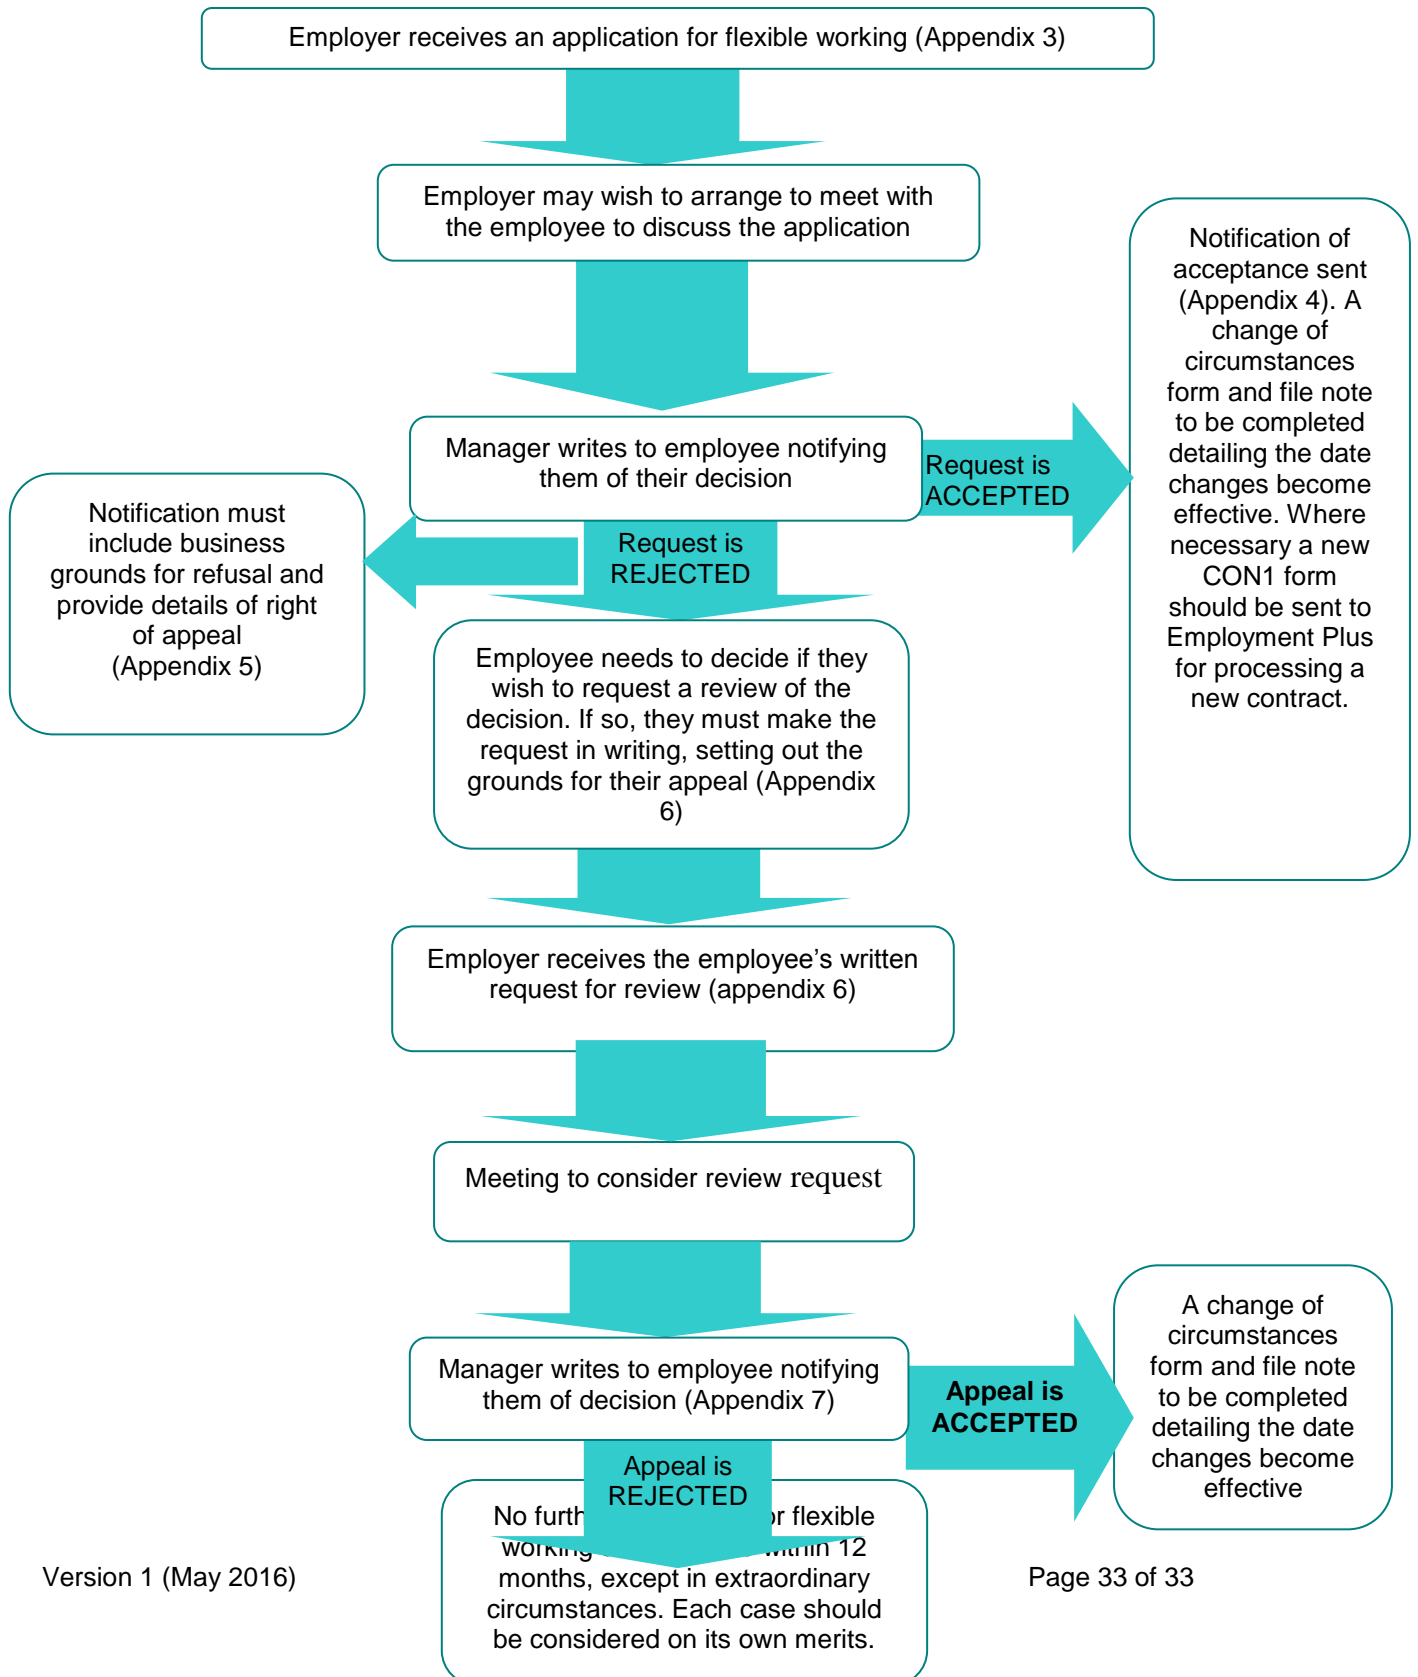 Employer receives an application for flexible working (Appendix 3)
Employer may wish to arrange to meet with
the employee to discuss the application
Manager writes to employee notifying
them of their decision
Request is
ACCEPTED
Notification of
acceptance sent
(Appendix 4). A
change of
circumstances
form and file note
to be completed
detailing the date
changes become
effective. Where
necessary a new
CON1 form
should be sent to
Employment Plus
for processing a
new contract.
Request is
REJECTED
Notification must
include business
grounds for refusal and
provide details of right
of appeal
(Appendix 5)
Employee needs to decide if they
wish to request a review of the
decision. If so, they must make the
request in writing, setting out the
grounds for their appeal (Appendix
6)
Employer receives the employee’s written
request for review (appendix 6)
Meeting to consider review request
Manager writes to employee notifying
them of decision (Appendix 7)
Appeal is
ACCEPTED
A change of
circumstances
form and file note
to be completed
detailing the date
changes become
effective
Appeal is
REJECTED
No flexible
working within 12
months, except in extraordinary
circumstances. Each case should
be considered on its own merits.
Version 1 (May 2016)
Page 33 of 33